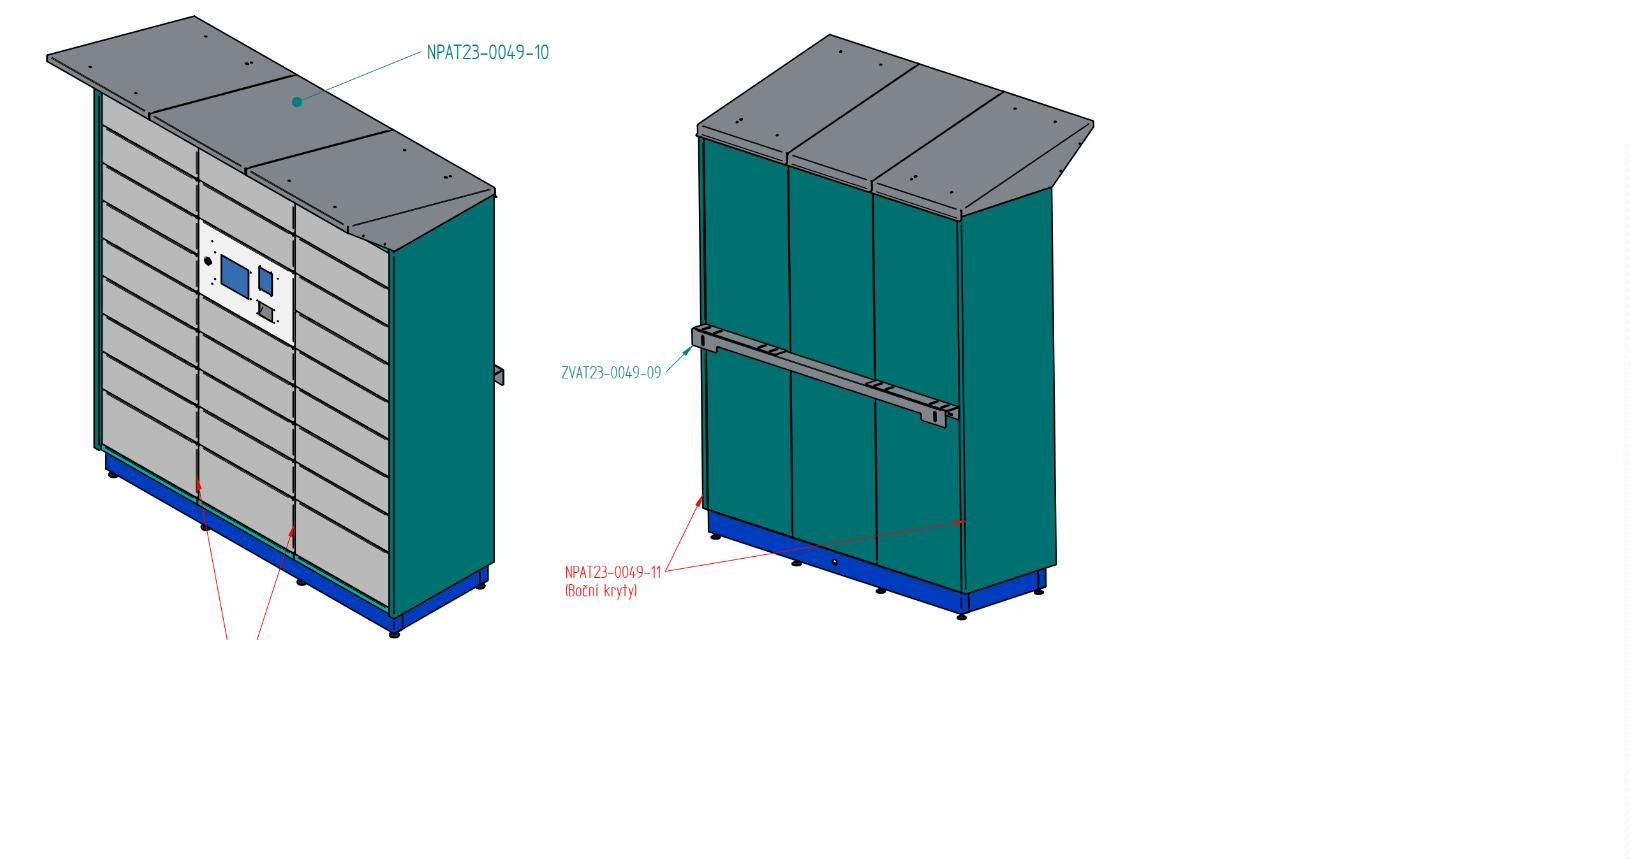 NPAT23-0049-10
ZVAT23-0049-09
NPAT23-0049-11
(Boční kryty)